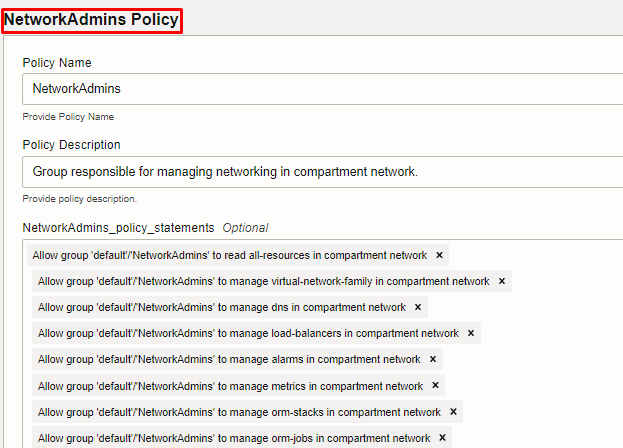 NetworkAdmins Policy
Policy Name
NetworkAdmins
Provide Policy Name
Policy Description
Group responsible for managing networking in compartment network.
Provide policy description.
NetworkAdmins_policy_statements Optional
Allow group 'default'/'NetworkAdmins' to read all-resources in compartment network ×
Allow group 'default'/'NetworkAdmins' to manage virtual-network-family in compartment network ×
Allow group 'default'/'NetworkAdmins' to manage dns in compartment network ×
Allow group 'default'/'NetworkAdmins' to manage load-balancers in compartment network ×
Allow group 'default'/'NetworkAdmins' to manage alarms in compartment network ×
Allow group 'default'/'NetworkAdmins' to manage metrics in compartment network ×
Allow group 'default'/'NetworkAdmins' to manage orm-stacks in compartment network ×
Allow group 'default'/'NetworkAdmins' to manage orm-jobs in compartment network ×